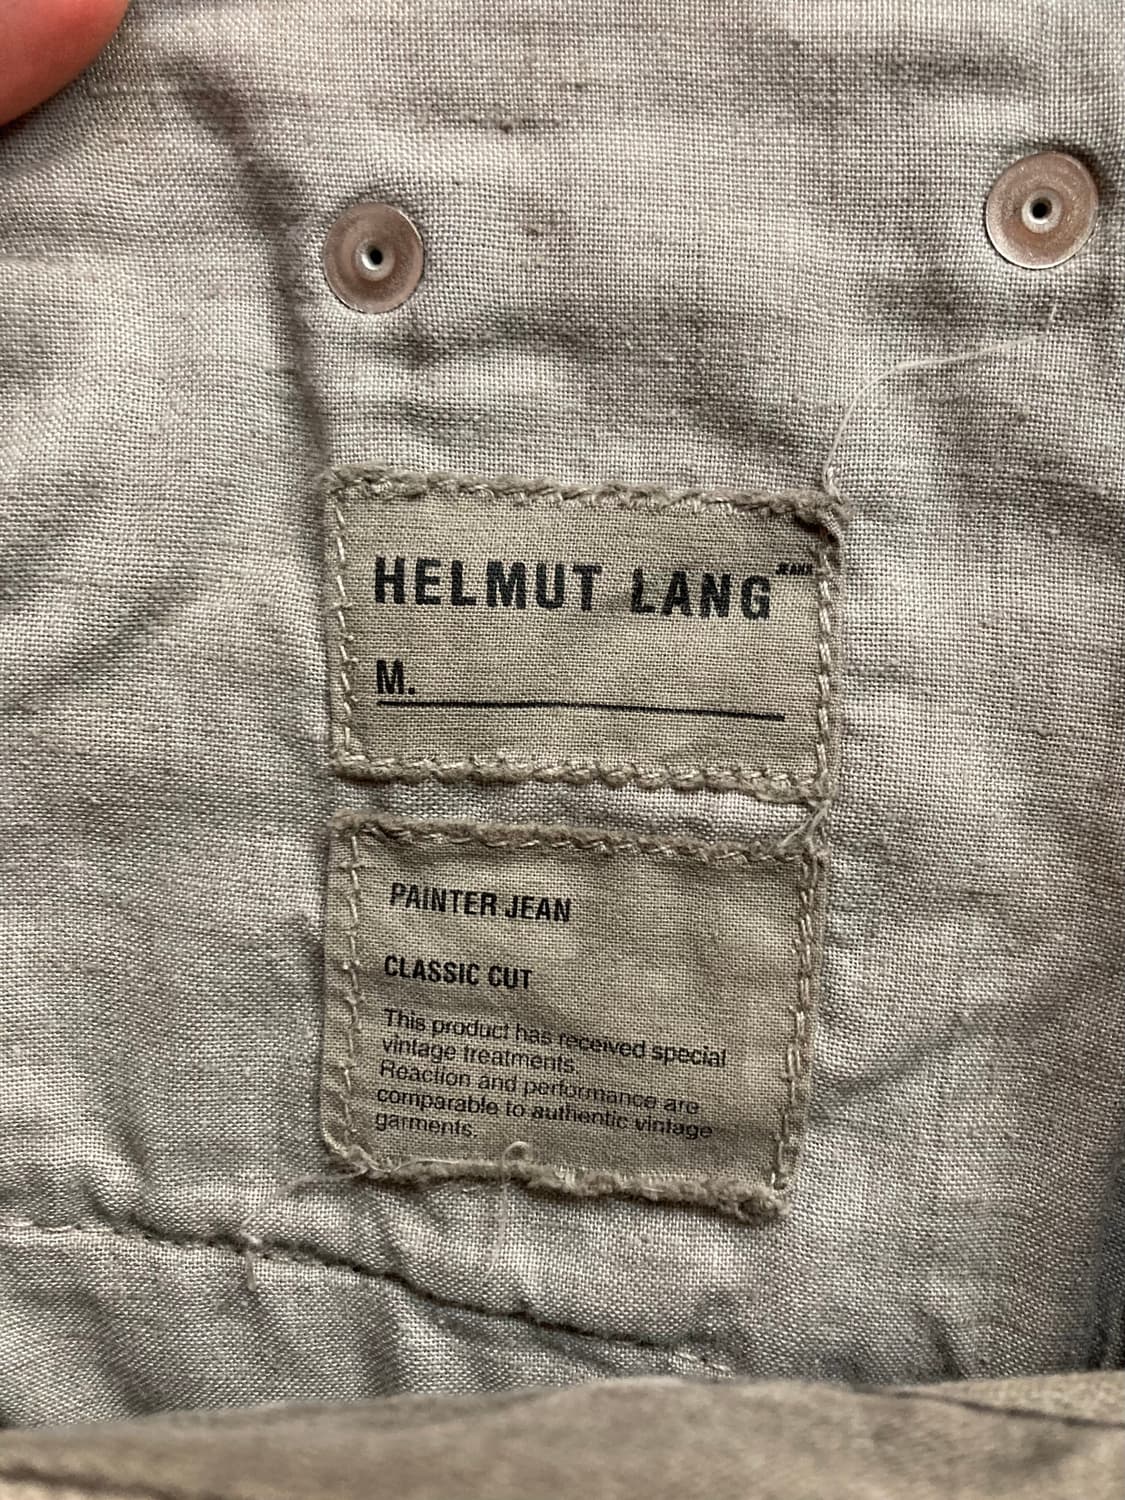 HELMUT LANG JEANS
M.
PAINTER JEAN
CLASSIC CUT
This product has received special
vintage treatments.
Reaction and performance are
comparable to authentic vintage
garments.